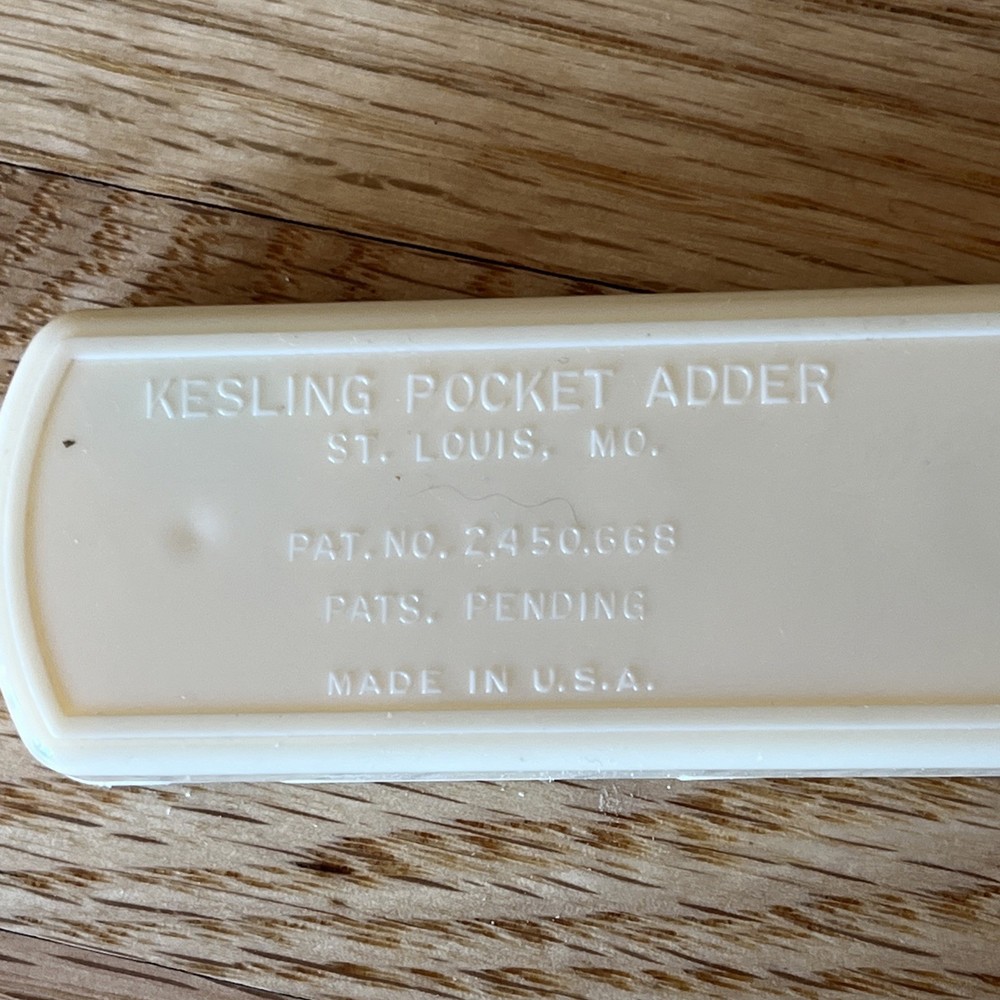 KESLING POCKET ADDER
ST. LOUIS, MO.
PAT. NO. 2,450,668
PATS. PENDING
MADE IN U.S.A.